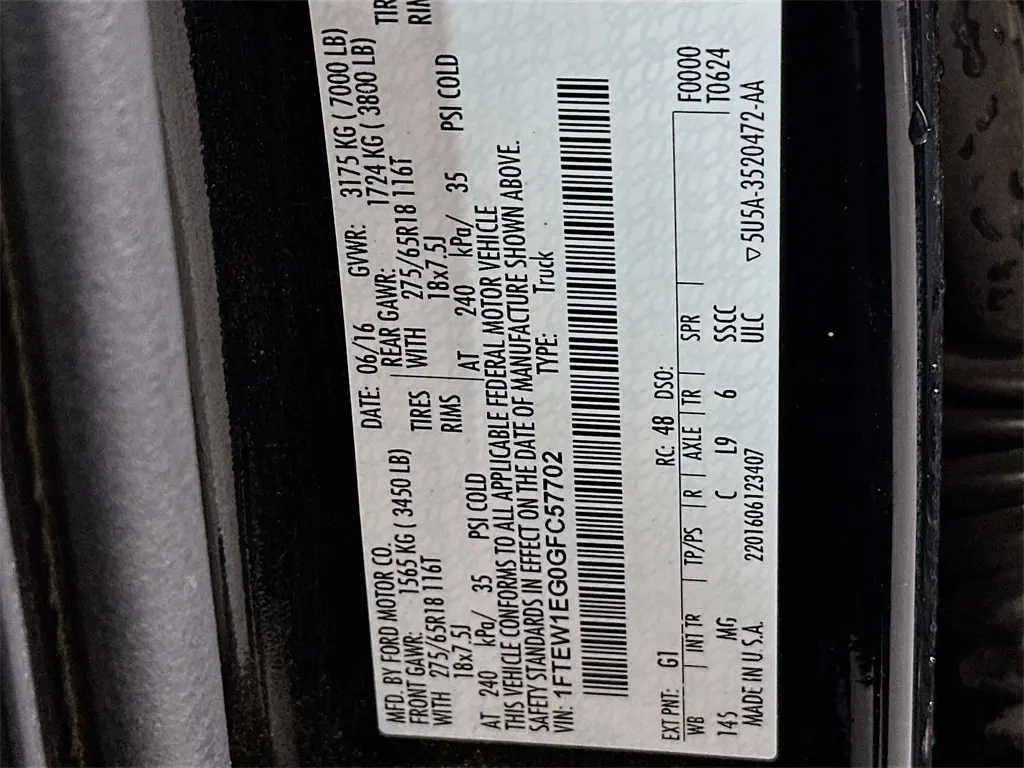 MFD. BY FORD MOTOR CO.
DATE: 06/16 GVWR: 3175 KG ( 7000 LB)
FRONT GAWR: 1565 KG ( 3450 LB) REAR GAWR: 1724 KG ( 3800 LB)
WITH 275/65R18 116T TIRES WITH 275/65R18 116T TIR
18x7.5J RIMS 18x7.5J RIM
AT 240 kPa/ 35 PSI COLD AT 240 kPa/ 35 PSI COLD
THIS VEHICLE CONFORMS TO ALL APPLICABLE FEDERAL MOTOR VEHICLE
SAFETY STANDARDS IN EFFECT ON THE DATE OF MANUFACTURE SHOWN ABOVE.
VIN: 1FTEW1EG0GFC57702 TYPE: Truck
EXT PNT: G1 RC: 48 DSO: F0000
WB INT TR TP/PS R AXLE TR SPR T0624
145 MG C L9 6 SSCC
MADE IN U.S.A. 2201606123407 ULC ▽5U5A-3520472-AA